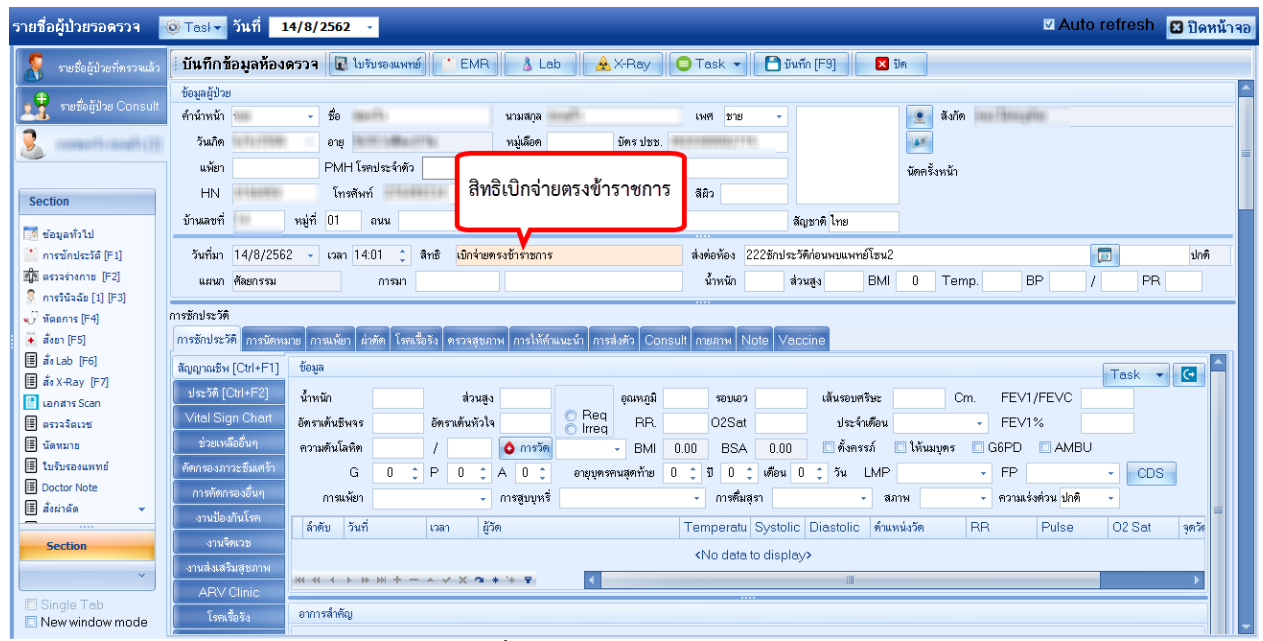 รายชื่อผู้ป่วยรอตรวจ Task วันที่ 14/8/2562 Auto refresh ปิดหน้าจอ
รายชื่อผู้ป่วยที่ตรวจแล้ว
รายชื่อผู้ป่วย Consult
บันทึกข้อมูลห้องตรวจ ใบรับรองแพทย์ EMR Lab X-Ray Task บันทึก [F9] ปิด
ข้อมูลผู้ป่วย
คำนำหน้า ชื่อ นามสกุล เพศ ชาย สังกัด
วันเกิด อายุ หมู่เลือด บัตร ปชช.
แพ้ยา PMH โรคประจำตัว นัดครั้งหน้า
HN โทรศัพท์ สีผิว
บ้านเลขที่ หมู่ที่ 01 ถนน สัญชาติ ไทย
สิทธิเบิกจ่ายตรงข้าราชการ
วันที่มา 14/8/2562 เวลา 14:01 สิทธิ เบิกจ่ายตรงข้าราชการ ส่งต่อห้อง 222ซักประวัติก่อนพบแพทย์โซน2 ปกติ
แผนก ศัลยกรรม การมา น้ำหนัก ส่วนสูง BMI 0 Temp. BP / PR
Section
ข้อมูลทั่วไป
การซักประวัติ [F1]
ตรวจร่างกาย [F2]
การวินิจฉัย [1] [F3]
หัตถการ [F4]
สั่งยา [F5]
สั่ง Lab [F6]
สั่ง X-Ray [F7]
เอกสาร Scan
ตรวจจิตเวช
นัดหมาย
ใบรับรองแพทย์
Doctor Note
สั่งผ่าตัด
Section
Single Tab
New window mode
การซักประวัติ
การซักประวัติ การนัดหมาย การแพ้ยา ผ่าตัด โรคเรื้อรัง ตรวจสุขภาพ การให้คำแนะนำ การส่งตัว Consult กายภาพ Note Vaccine
สัญญาณชีพ [Ctrl+F1]
ประวัติ [Ctrl+F2]
Vital Sign Chart
ช่วยเหลืออื่นๆ
คัดกรองภาวะซึมเศร้า
การคัดกรองอื่นๆ
งานป้องกันโรค
งานจิตเวช
งานส่งเสริมสุขภาพ
ARV Clinic
โรคเรื้อรัง
ข้อมูล Task
น้ำหนัก ส่วนสูง อุณหภูมิ รอบเอว เส้นรอบศรีษะ Cm. FEV1/FEVC
อัตราเต้นชีพจร อัตราเต้นหัวใจ Req Irreq RR. O2Sat ประจำเดือน FEV1%
ความดันโลหิต / การวัด BMI 0.00 BSA 0.00 ตั้งครรภ์ ให้นมบุตร G6PD AMBU
G 0 P 0 A 0 อายุบุตรคนสุดท้าย 0 ปี 0 เดือน 0 วัน LMP FP CDS
การแพ้ยา การสูบบุหรี่ การดื่มสุรา สภาพ ความเร่งด่วน ปกติ
ลำดับ วันที่ เวลา ผู้วัด Temperatu Systolic Diastolic ตำแหน่งวัด RR Pulse O2 Sat จุดวัด
<No data to display>
อาการสำคัญ